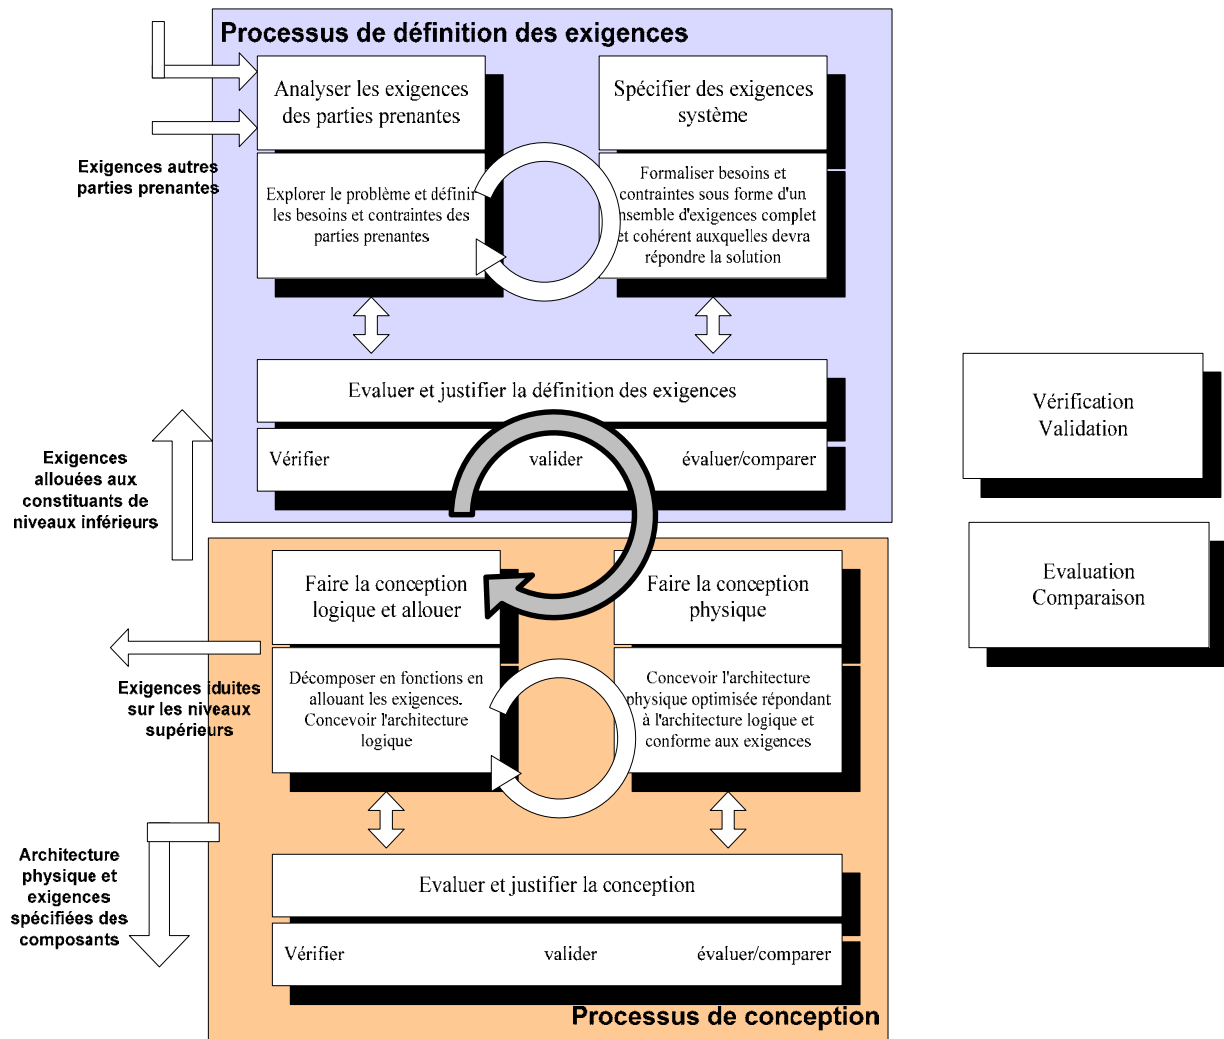 Processus de définition des exigences
Analyser les exigences
des parties prenantes
Spécifier des exigences
système
Exigences autres
parties prenantes
Explorer le problème et définir
les besoins et contraintes des
parties prenantes
Formaliser besoins et
contraintes sous forme d'un
ensemble d'exigences complet
et cohérent auxquelles devra
répondre la solution
Evaluer et justifier la définition des exigences
Vérifier valider évaluer/comparer
Vérification
Validation
Exigences
allouées aux
constituants de
niveaux inférieurs
Evaluation
Comparaison
Faire la conception
logique et allouer
Faire la conception
physique
Exigences iduites
sur les niveaux
supérieurs
Décomposer en fonctions en
allouant les exigences.
Concevoir l'architecture
logique
Concevoir l'architecture
physique optimisée répondant
à l'architecture logique et
conforme aux exigences
Architecture
physique et
exigences
spécifiées des
composants
Evaluer et justifier la conception
Vérifier valider évaluer/comparer
Processus de conception